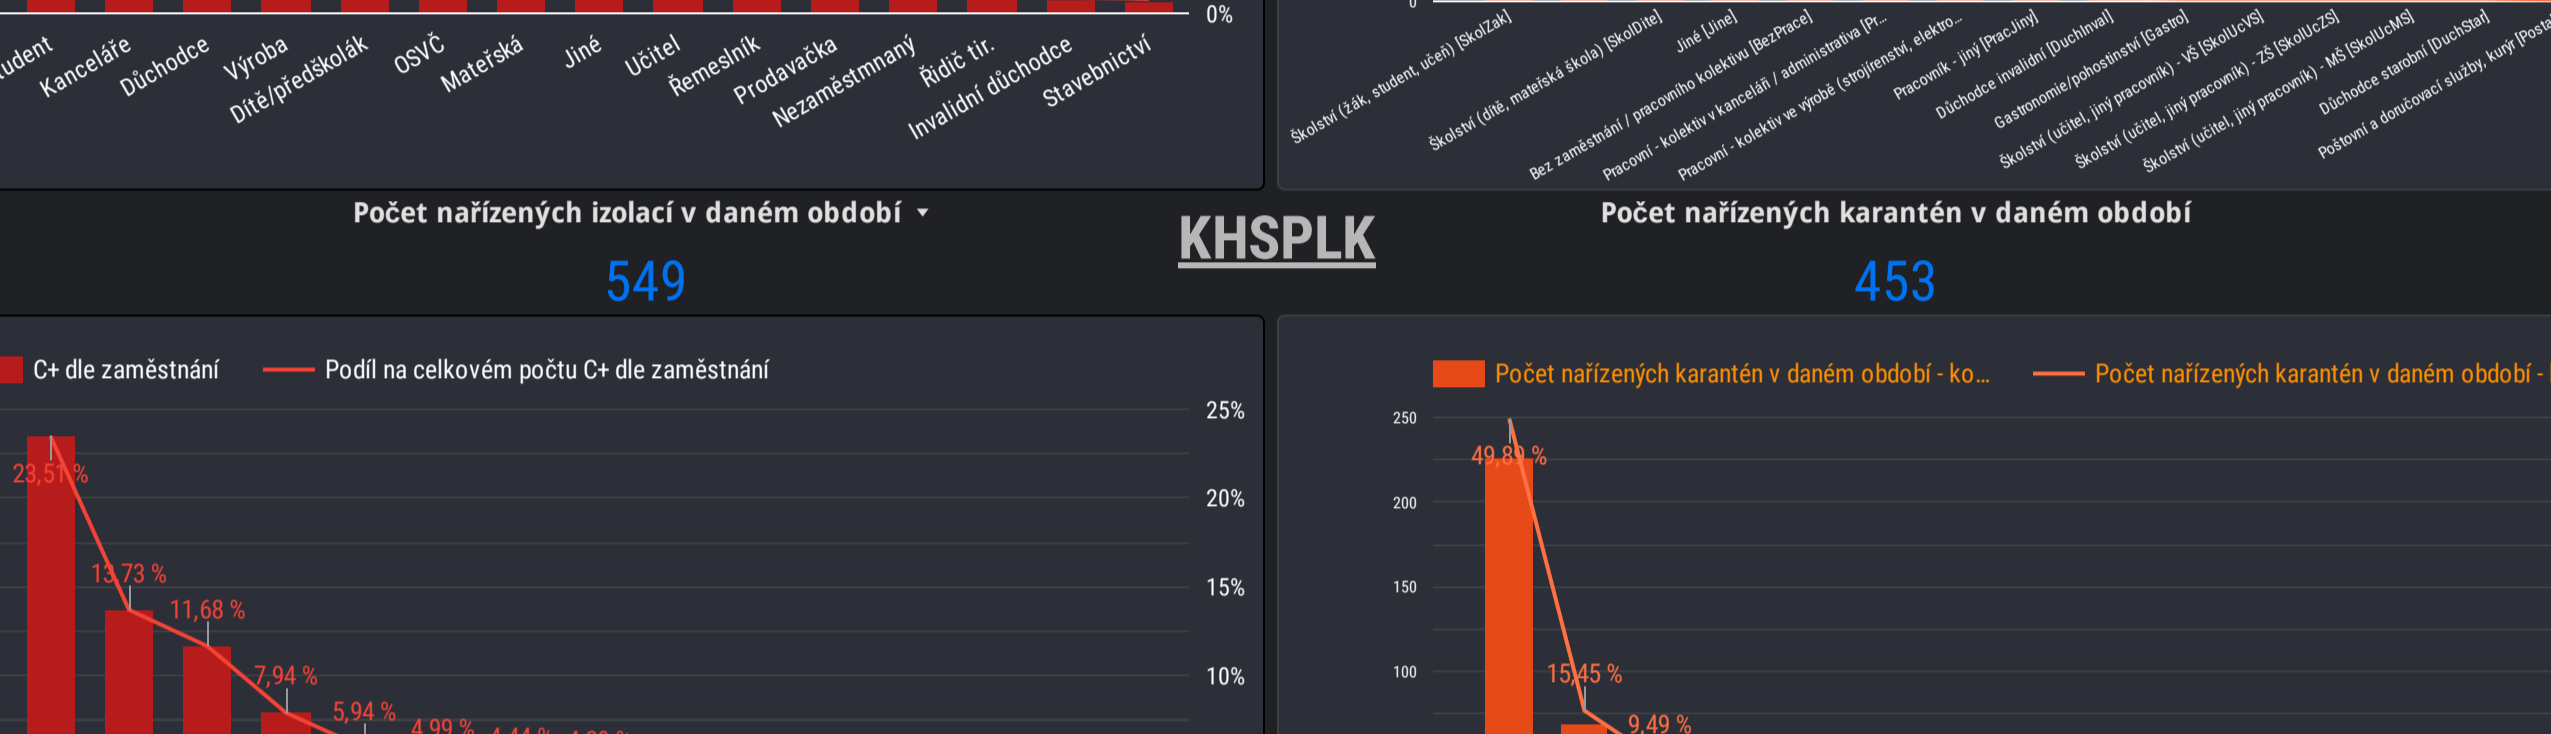 0%
0
Kanceláře
Důchodce
Výroba
Dítě/předškolák
OSVČ
Mateřská
Jiné
Učitel
Řemeslník
Prodavačka
Nezaměstmnaný
Řidič tir.
Invalidní důchodce
Stavebnictví
Školství (žák, student, učeň) [SkolZak]
Školství (dítě, mateřská škola) [SkolDite]
Jiné [Jine]
Bez zaměstnání / pracovního kolektivu [BezPrace]
Pracovní - kolektiv v kanceláři / administrativa [Pr...
Pracovní - kolektiv ve výrobě (strojírenství, elektro...
Pracovník - jiný [PracJiny]
Důchodce invalidní [DuchInval]
Gastronomie/pohostinství [Gastro]
Školství (učitel, jiný pracovník) - VŠ [SkolUcVS]
Školství (učitel, jiný pracovník) - ZŠ [SkolUcZS]
Školství (učitel, jiný pracovník) - MŠ [SkolUcMS]
Důchodce starobní [DuchStar]
Poštovní a doručovací služby, kurýr
Počet nařízených izolací v daném období
549
KHSPLK
Počet nařízených karantén v daném období
453
C+ dle zaměstnání
Podíl na celkovém počtu C+ dle zaměstnání
25%
20%
15%
10%
23,51 %
13,73 %
11,68 %
7,94 %
5,94 %
4,99 %
Počet nařízených karantén v daném období - ko...
Počet nařízených karantén v daném období -
250
200
150
100
49,89 %
15,45 %
9,49 %